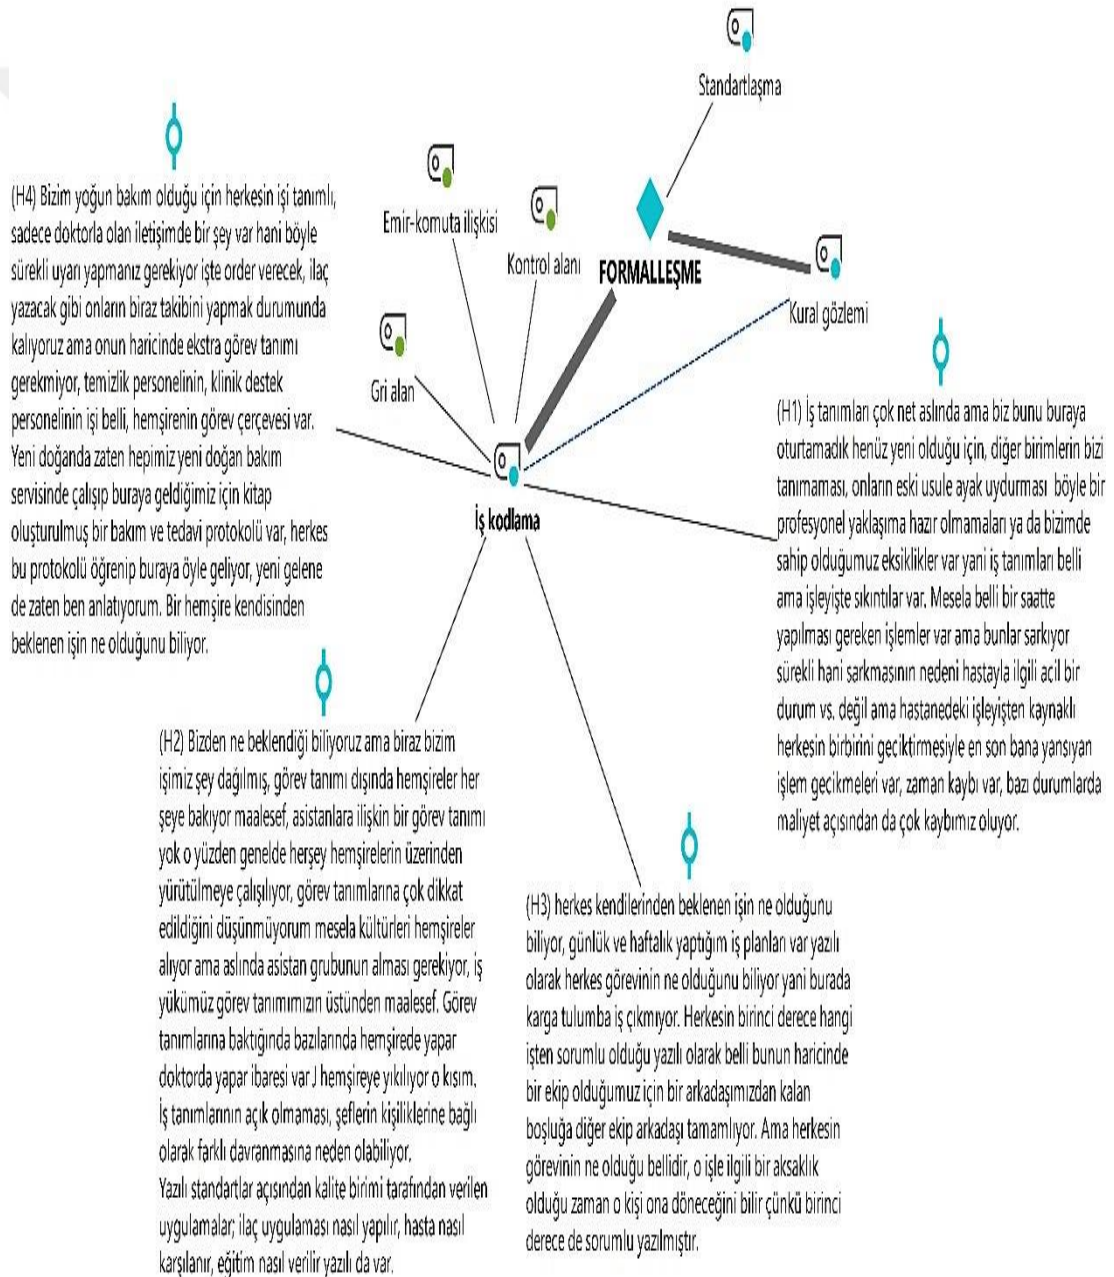 Standartlaşma
Emir-komuta ilişkisi
Kontrol alanı
FORMALLEŞME
Kural gözlemi
Gri alan
İş kodlama
(H4) Bizim yoğun bakım olduğu için herkesin işi tanımlı,
sadece doktorla olan iletişimde bir şey var hani böyle
sürekli uyarı yapmanız gerekiyor işte order verecek, ilaç
yazacak gibi onların biraz takibini yapmak durumunda
kalıyoruz ama onun haricinde ekstra görev tanımı
gerekmiyor, temizlik personelinin, klinik destek
personelinin işi belli, hemşirenin görev çerçevesi var.
Yeni doğanda zaten hepimiz yeni doğan bakım
servisinde çalışıp buraya geldiğimiz için kitap
oluşturulmuş bir bakım ve tedavi protokolü var, herkes
bu protokolü öğrenip buraya öyle geliyor, yeni gelene
de zaten ben anlatıyorum. Bir hemşire kendisinden
beklenen işin ne olduğunu biliyor.
(H1) İş tanımları çok net aslında ama biz bunu buraya
oturtamadık henüz yeni olduğu için, diğer birimlerin bizi
tanımaması, onların eski usule ayak uydurması böyle bir
profesyonel yaklaşıma hazır olmamaları ya da bizimde
sahip olduğumuz eksiklikler var yani iş tanımları belli
ama işleyişte sıkıntılar var. Mesela belli bir saatte
yapılması gereken işlemler var ama bunlar sarkıyor
sürekli hani sarkmasının nedeni hastayla ilgili acil bir
durum vs. değil ama hastanedeki işleyişten kaynaklı
herkesin birbirini geciktirmesiyle en son bana yansıyan
işlem gecikmeleri var, zaman kaybı var, bazı durumlarda
maliyet açısından da çok kaybımız oluyor.
(H2) Bizden ne beklendiği biliyoruz ama biraz bizim
işimiz şey dağılmış, görev tanımı dışında hemşireler her
şeye bakıyor maalesef, asistanlara ilişkin bir görev tanımı
yok o yüzden genelde herşey hemşirelerin üzerinden
yürütülmeye çalışılıyor, görev tanımlarına çok dikkat
edildiğini düşünmüyorum mesela kültürleri hemşireler
alıyor ama aslında asistan grubunun alması gerekiyor, iş
yükümüz görev tanımımızın üstünden maalesef. Görev
tanımlarına baktığında bazılarında hemşirede yapar
doktorda yapar ibaresi var J hemşireye yıkılıyor o kısım.
İş tanımlarının açık olmaması, şeflerin kişiliklerine bağlı
olarak farklı davranmasına neden olabiliyor.
Yazılı standartlar açısından kalite birimi tarafından verilen
uygulamalar; ilaç uygulaması nasıl yapılır, hasta nasıl
karşılanır, eğitim nasıl verilir yazılı da var.
(H3) herkes kendilerinden beklenen işin ne olduğunu
biliyor, günlük ve haftalık yaptığım iş planları var yazılı
olarak herkes görevinin ne olduğunu biliyor yani burada
karga tulumba iş çıkmıyor. Herkesin birinci derece hangi
işten sorumlu olduğu yazılı olarak belli bunun haricinde
bir ekip olduğumuz için bir arkadaşımızdan kalan
boşluğa diğer ekip arkadaşı tamamlıyor. Ama herkesin
görevinin ne olduğu bellidir, o işle ilgili bir aksaklık
olduğu zaman o kişi ona döneceğini bilir çünkü birinci
derece de sorumlu yazılmıştır.